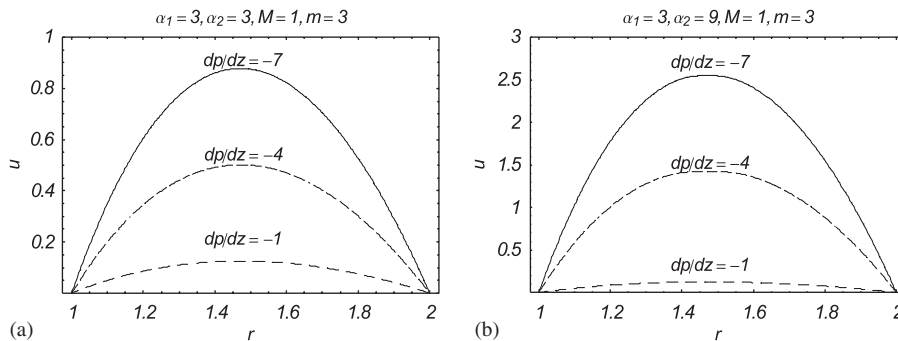 α₁ = 3, α₂ = 3, M = 1, m = 3
1
0.8
0.6
0.4
0.2
u
dp/dz = −7
dp/dz = −4
dp/dz = −1
1 1.2 1.4 1.6 1.8 2
r
(a)
α₁ = 3, α₂ = 9, M = 1, m = 3
3
2.5
2
1.5
1
.5
u
dp/dz = −7
dp/dz = −4
dp/dz = −1
1 1.2 1.4 1.6 1.8 2
r
(b)